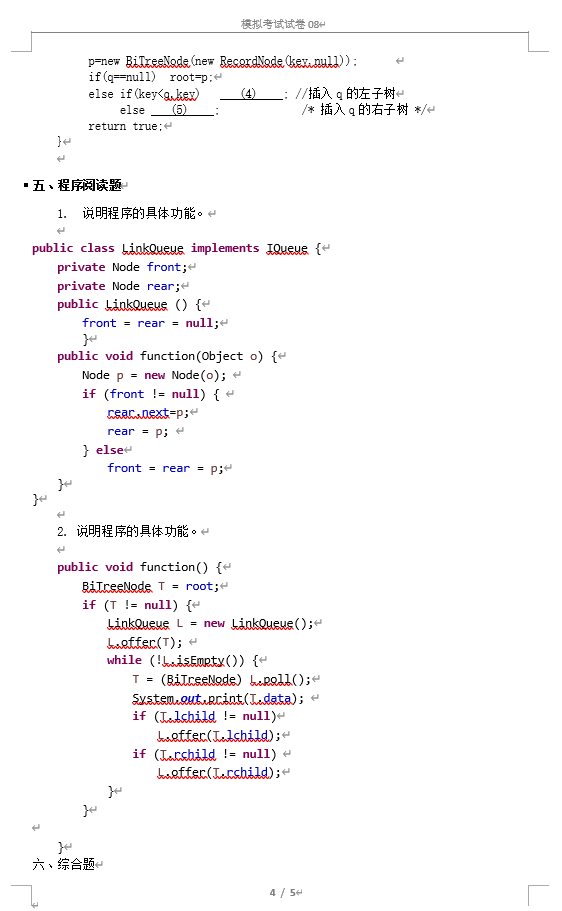 模拟考试试卷 08
p=new BiTreeNode(new RecordNode(key,null));
if(q==null)  root=p;
else if(key<q.key)   (4)   ; //插入 q 的左子树
else   (5)   ;   /* 插入 q 的右子树 */
return true;
}
五、程序阅读题
1. 说明程序的具体功能。
public class LinkQueue implements IQueue {
private Node front;
private Node rear;
public LinkQueue () {
front = rear = null;
}
public void function(Object o) {
Node p = new Node(o);
if (front != null) {
rear.next=p;
rear = p;
} else
front = rear = p;
}
}
2. 说明程序的具体功能。
public void function() {
BiTreeNode T = root;
if (T != null) {
LinkQueue L = new LinkQueue();
L.offer(T);
while (!L.isEmpty()) {
T = (BiTreeNode) L.poll();
System.out.print(T.data);
if (T.lchild != null)
L.offer(T.lchild);
if (T.rchild != null)
L.offer(T.rchild);
}
}
}
六、综合题
4 / 5